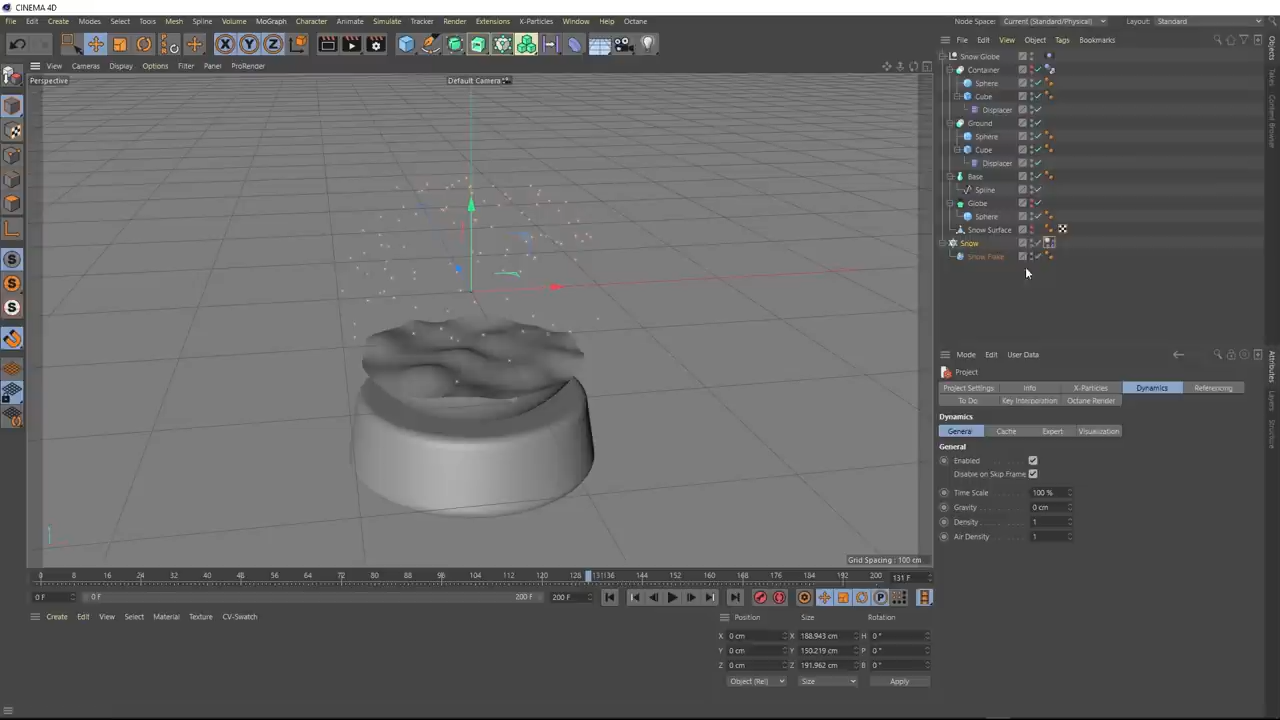 CINEMA 4D
File Edit Create Modes Select Tools Mesh Spline Volume MoGraph Character Animate Simulate Tracker Render Extensions X-Particles Window Help Octane
Node Space: Current (Standard/Physical) Layout: Standard
X Y Z
File Edit View Object Tags Bookmarks
View Cameras Display Options Filter Panel ProRender
Perspective
Default Camera
Snow Globe
Container
Sphere
Cube
Displacer
Ground
Sphere
Cube
Displacer
Base
Spline
Globe
Sphere
Snow Surface
Snow
Snow Flake
Objects
Takes
Content Browser
Mode Edit User Data
Project
Project Settings Info X-Particles Dynamics Referencing
To Do Key Interpolation Octane Render
Dynamics
General Cache Expert Visualization
General
Enabled
Disable on Skip Frame
Time Scale 100 %
Gravity 0 cm
Density 1
Air Density 1
Attributes
Layers
Structure
S
S
S
Grid Spacing : 100 cm
0 8 16 24 32 40 48 56 64 72 80 88 96 104 112 120 128 131136 144 152 160 168 176 184 192 200 131 F
0 F 0 F 200 F 200 F P
Create Edit View Select Material Texture CV-Swatch
Position Size Rotation
X 0 cm X 188.943 cm H 0 °
Y 0 cm Y 150.219 cm P 0 °
Z 0 cm Z 191.962 cm B 0 °
Object (Rel) Size Apply